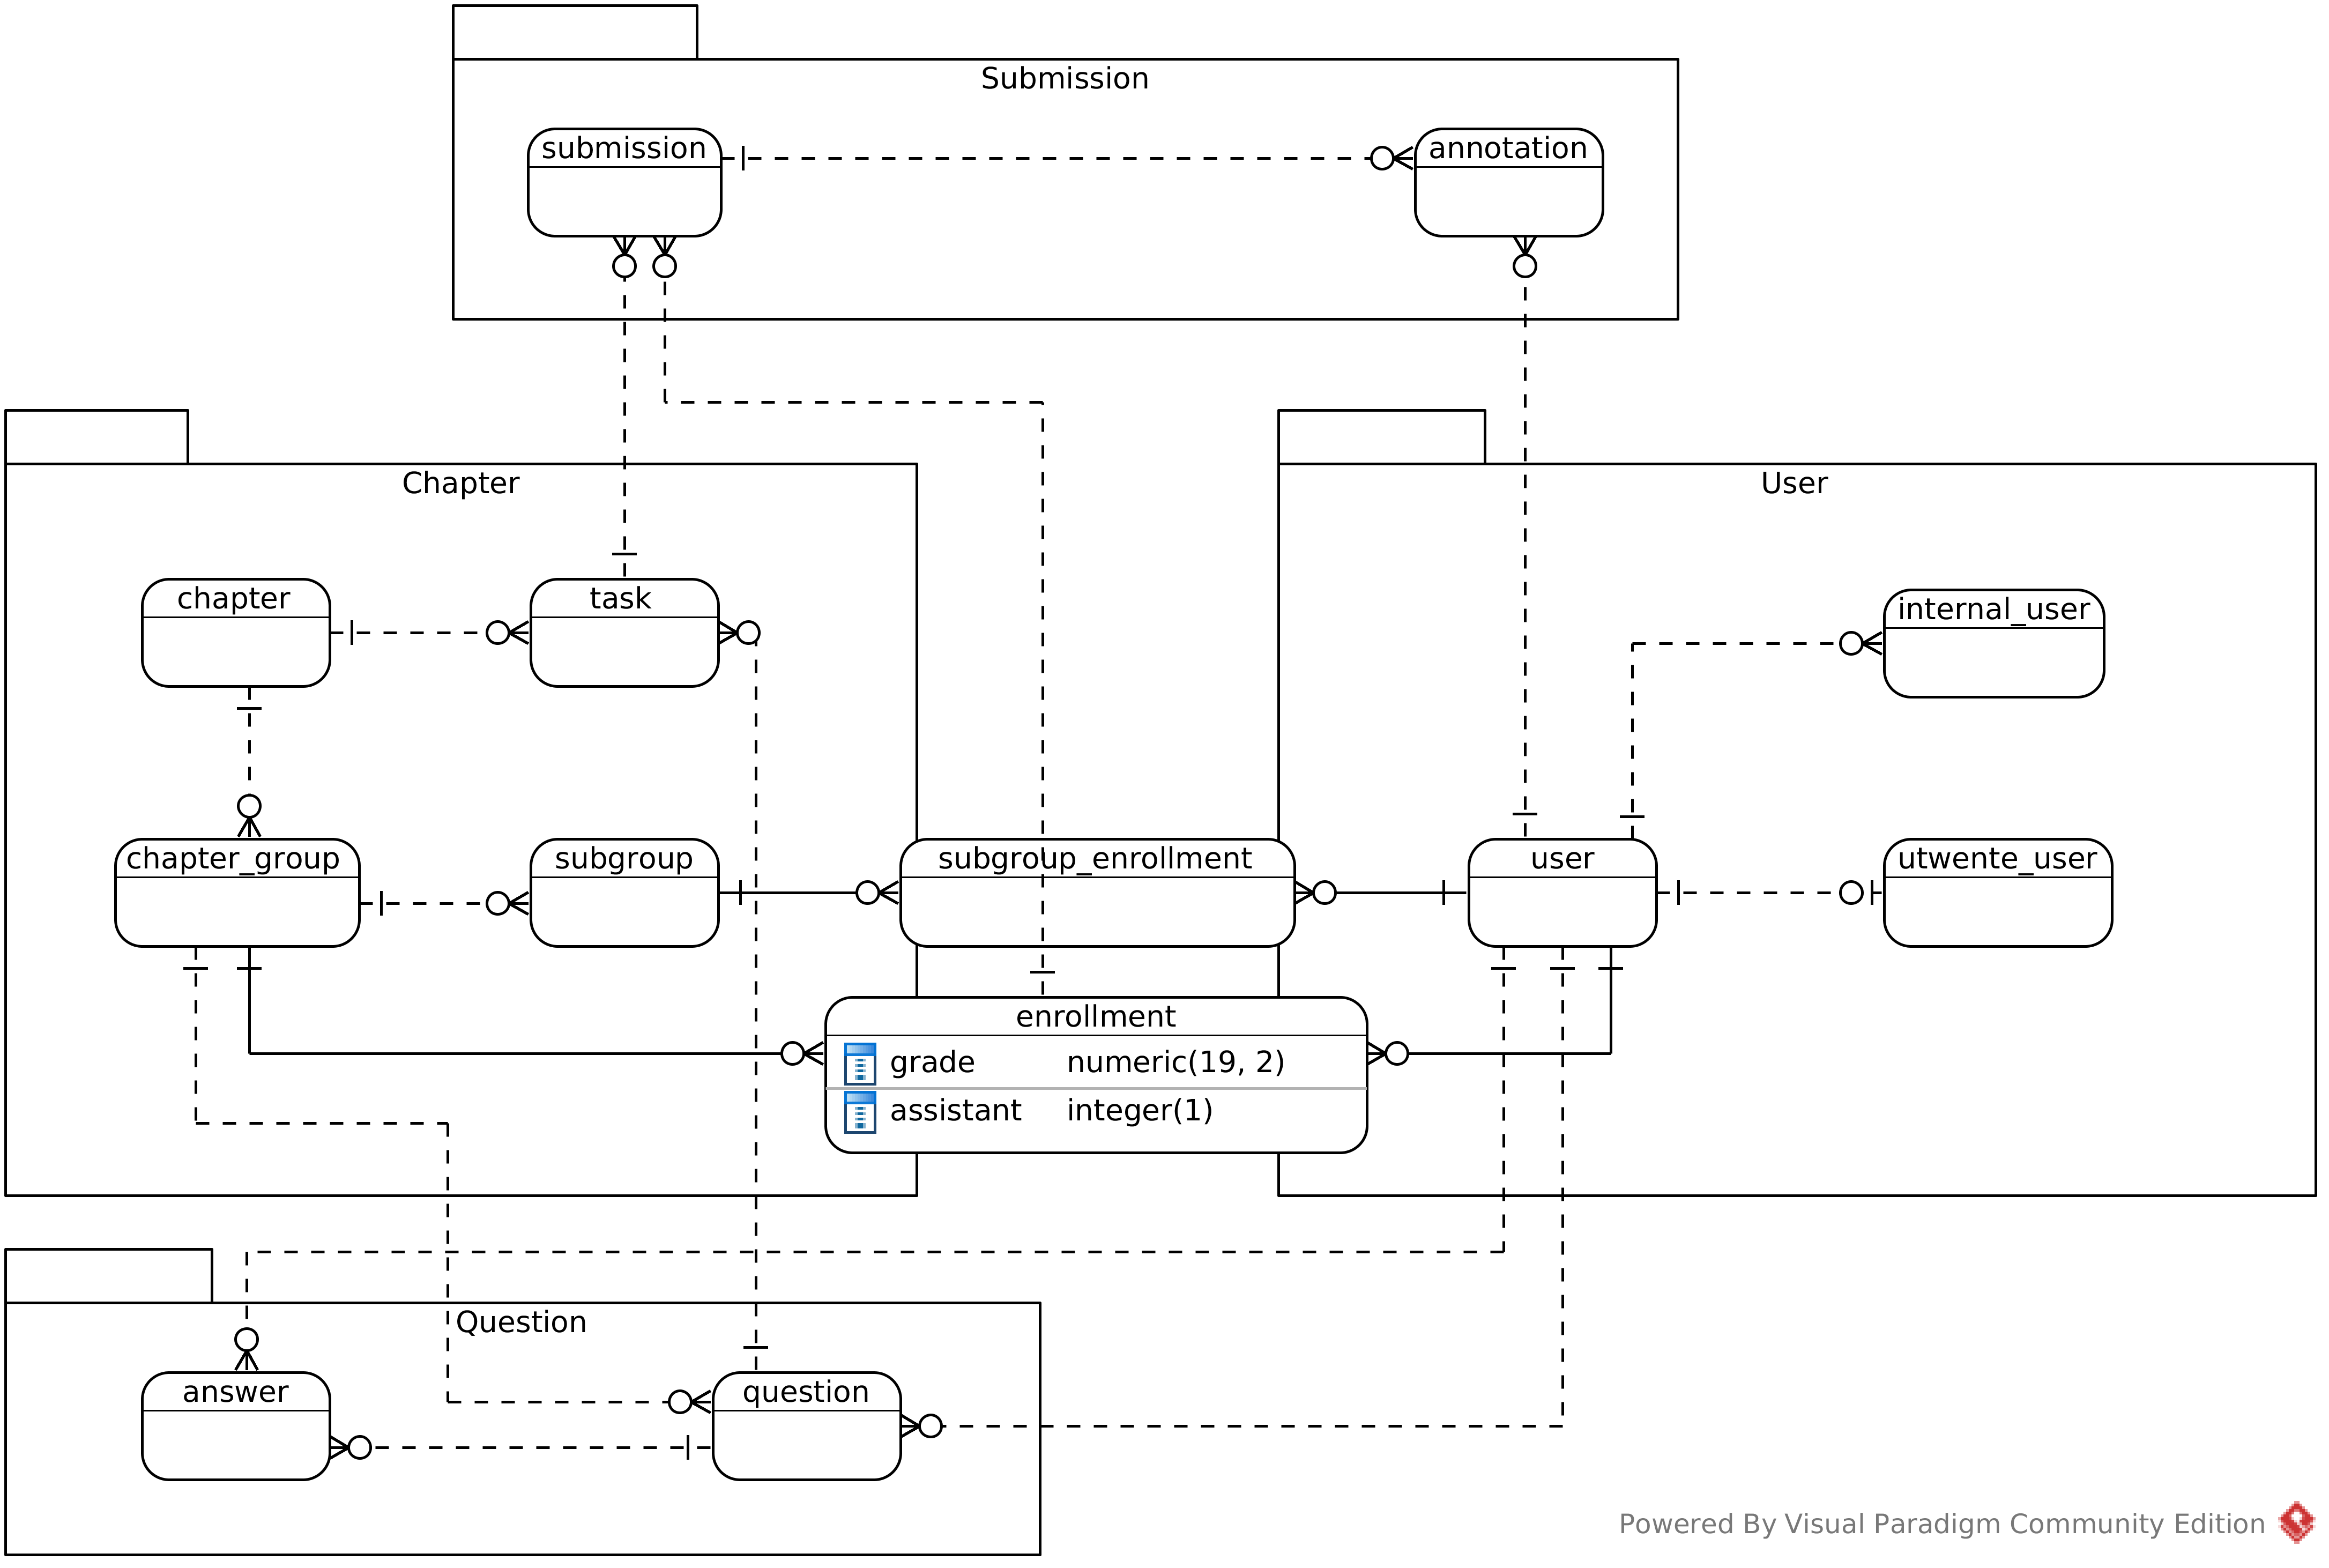 Submission
submission
annotation
Chapter
User
chapter
task
internal_user
chapter_group
subgroup
subgroup_enrollment
user
utwente_user
enrollment
grade numeric(19, 2)
assistant integer(1)
Question
answer
question
Powered By Visual Paradigm Community Edition